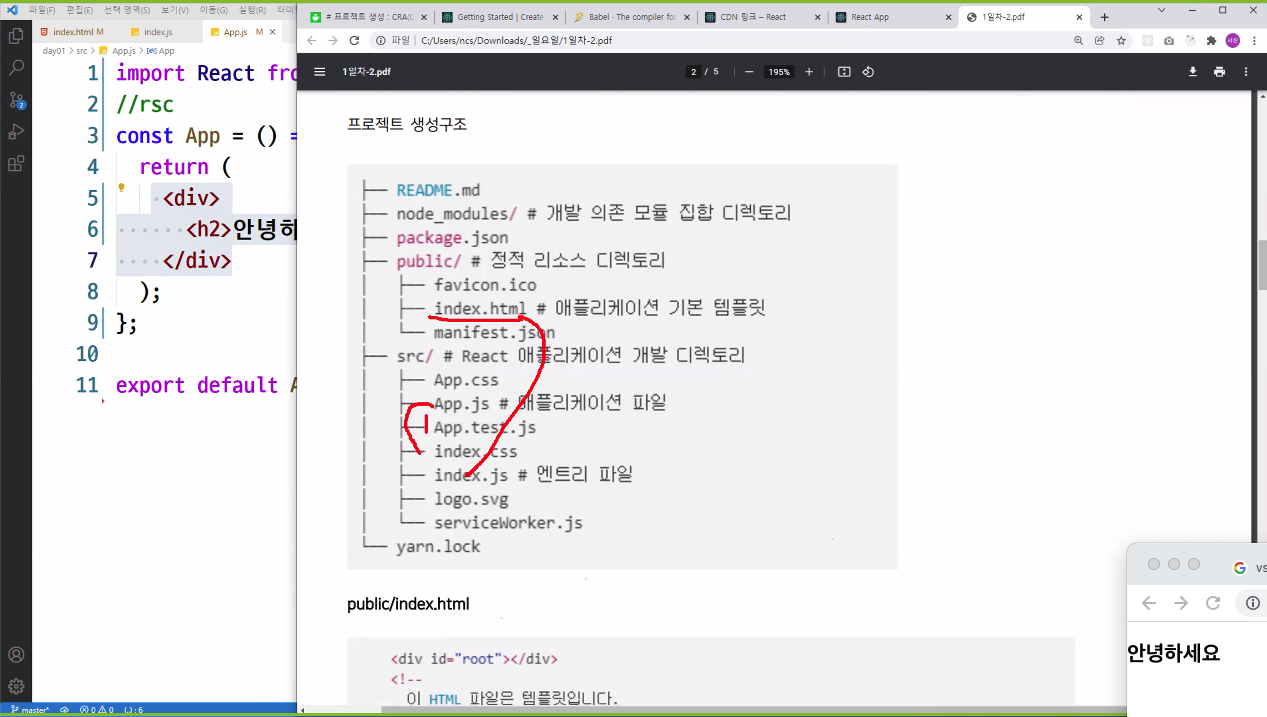 파일(F) 편집(E) 선택 영역(S) 보기(V) 이동(G) 실행(R) 터미
index.html M
index.js
App.js M
day01 > src > App.js > App
1 import React fro
2 //rsc
3 const App = () =
4 return (
5 <div>
6 <h2>안녕하
7 </div>
8 );
9 };
10
11 export default A
2
master*
0 0
{..} : 6
# 프로젝트 생성 : CRA(C
Getting Started | Create
Babel · The compiler for
CDN 링크 – React
React App
1일차-2.pdf
파일 | C:/Users/ncs/Downloads/_일요일/1일차-2.pdf
서은
1일차-2.pdf
2 / 5
195%
프로젝트 생성구조
├── README.md
├── node_modules/ # 개발 의존 모듈 집합 디렉토리
├── package.json
├── public/ # 정적 리소스 디렉토리
│ ├── favicon.ico
│ ├── index.html # 애플리케이션 기본 템플릿
│ └── manifest.json
├── src/ # React 애플리케이션 개발 디렉토리
│ ├── App.css
│ ├── App.js # 애플리케이션 파일
│ ├── App.test.js
│ ├── index.css
│ ├── index.js # 엔트리 파일
│ ├── logo.svg
│ └── serviceWorker.js
└── yarn.lock
public/index.html
<div id="root"></div>
<!--
이 HTML 파일은 템플릿입니다.
vs
안녕하세요